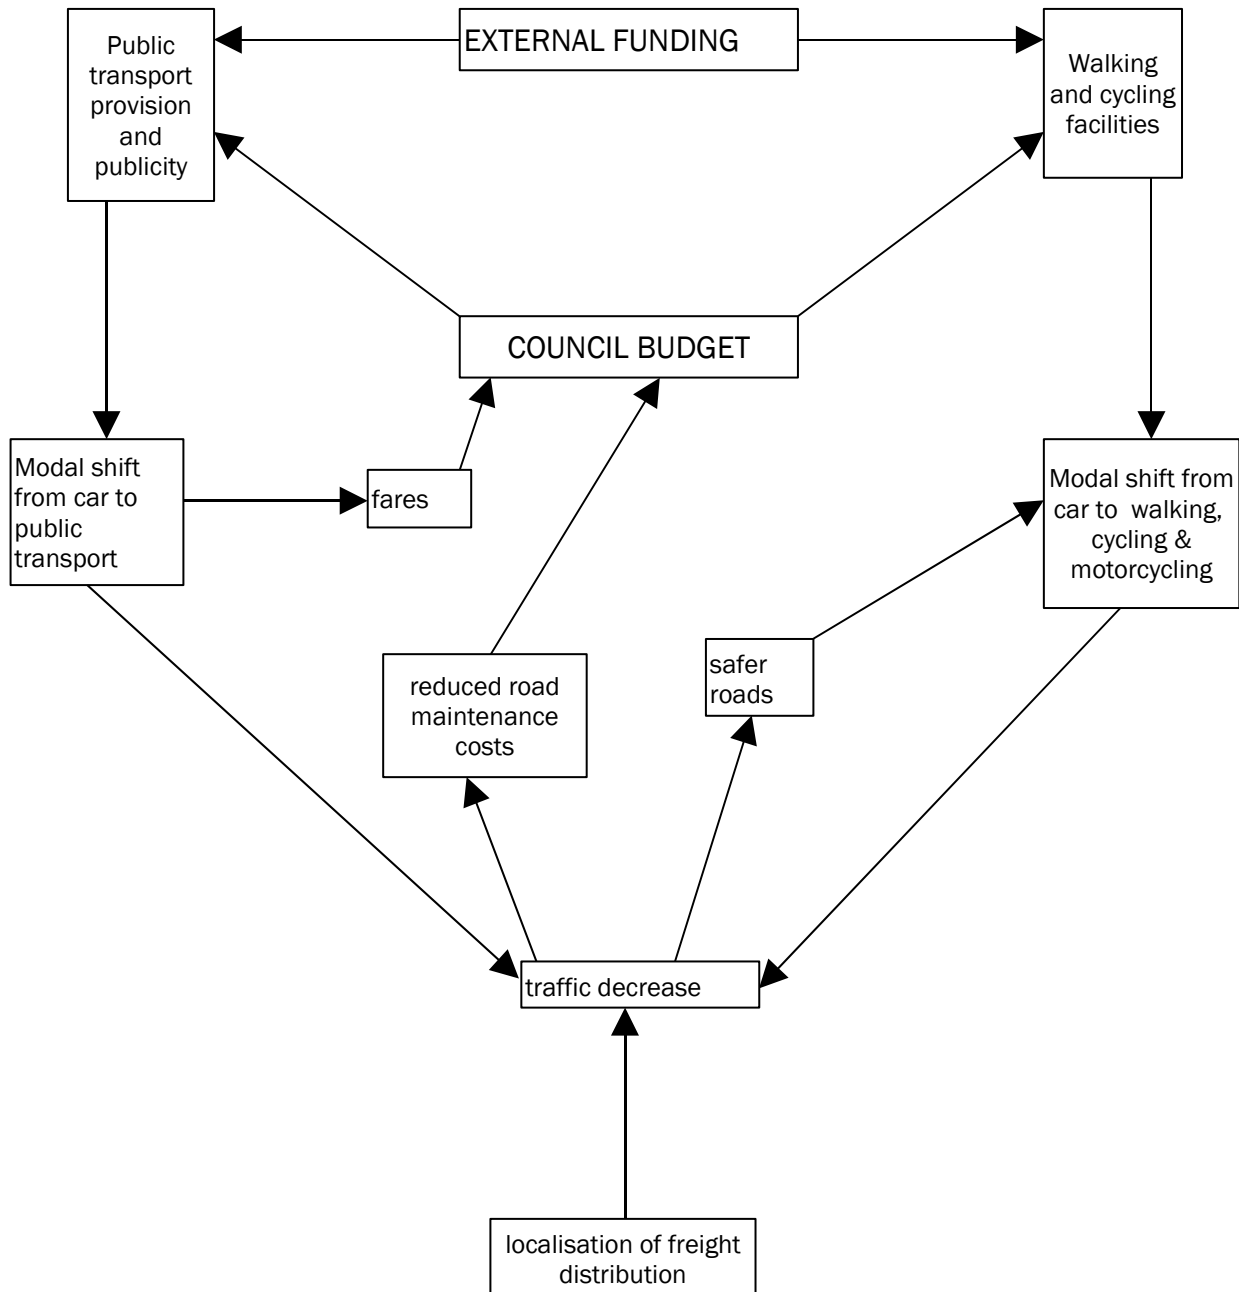 Public
transport
provision
and
publicity
EXTERNAL FUNDING
Walking
and cycling
facilities
COUNCIL BUDGET
Modal shift
from car to
public
transport
fares
Modal shift from
car to walking,
cycling &
motorcycling
reduced road
maintenance
costs
safer
roads
traffic decrease
localisation of freight
distribution